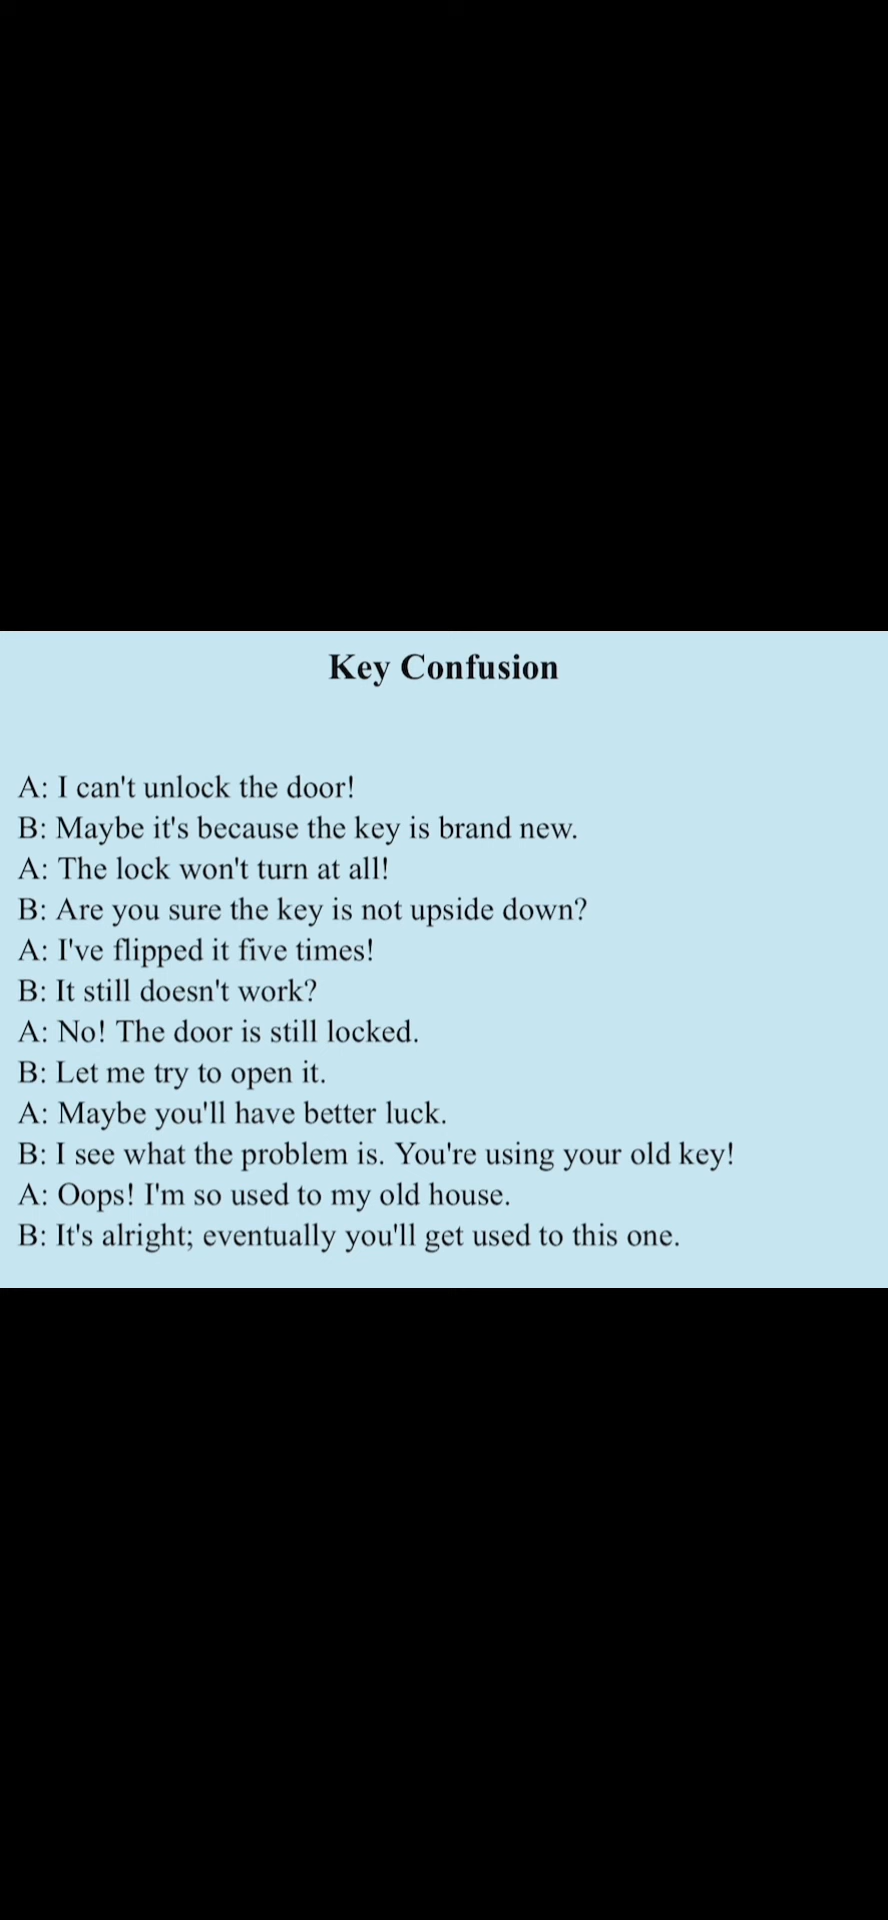 Key Confusion
A: I can't unlock the door!
B: Maybe it's because the key is brand new.
A: The lock won't turn at all!
B: Are you sure the key is not upside down?
A: I've flipped it five times!
B: It still doesn't work?
A: No! The door is still locked.
B: Let me try to open it.
A: Maybe you'll have better luck.
B: I see what the problem is. You're using your old key!
A: Oops! I'm so used to my old house.
B: It's alright; eventually you'll get used to this one.